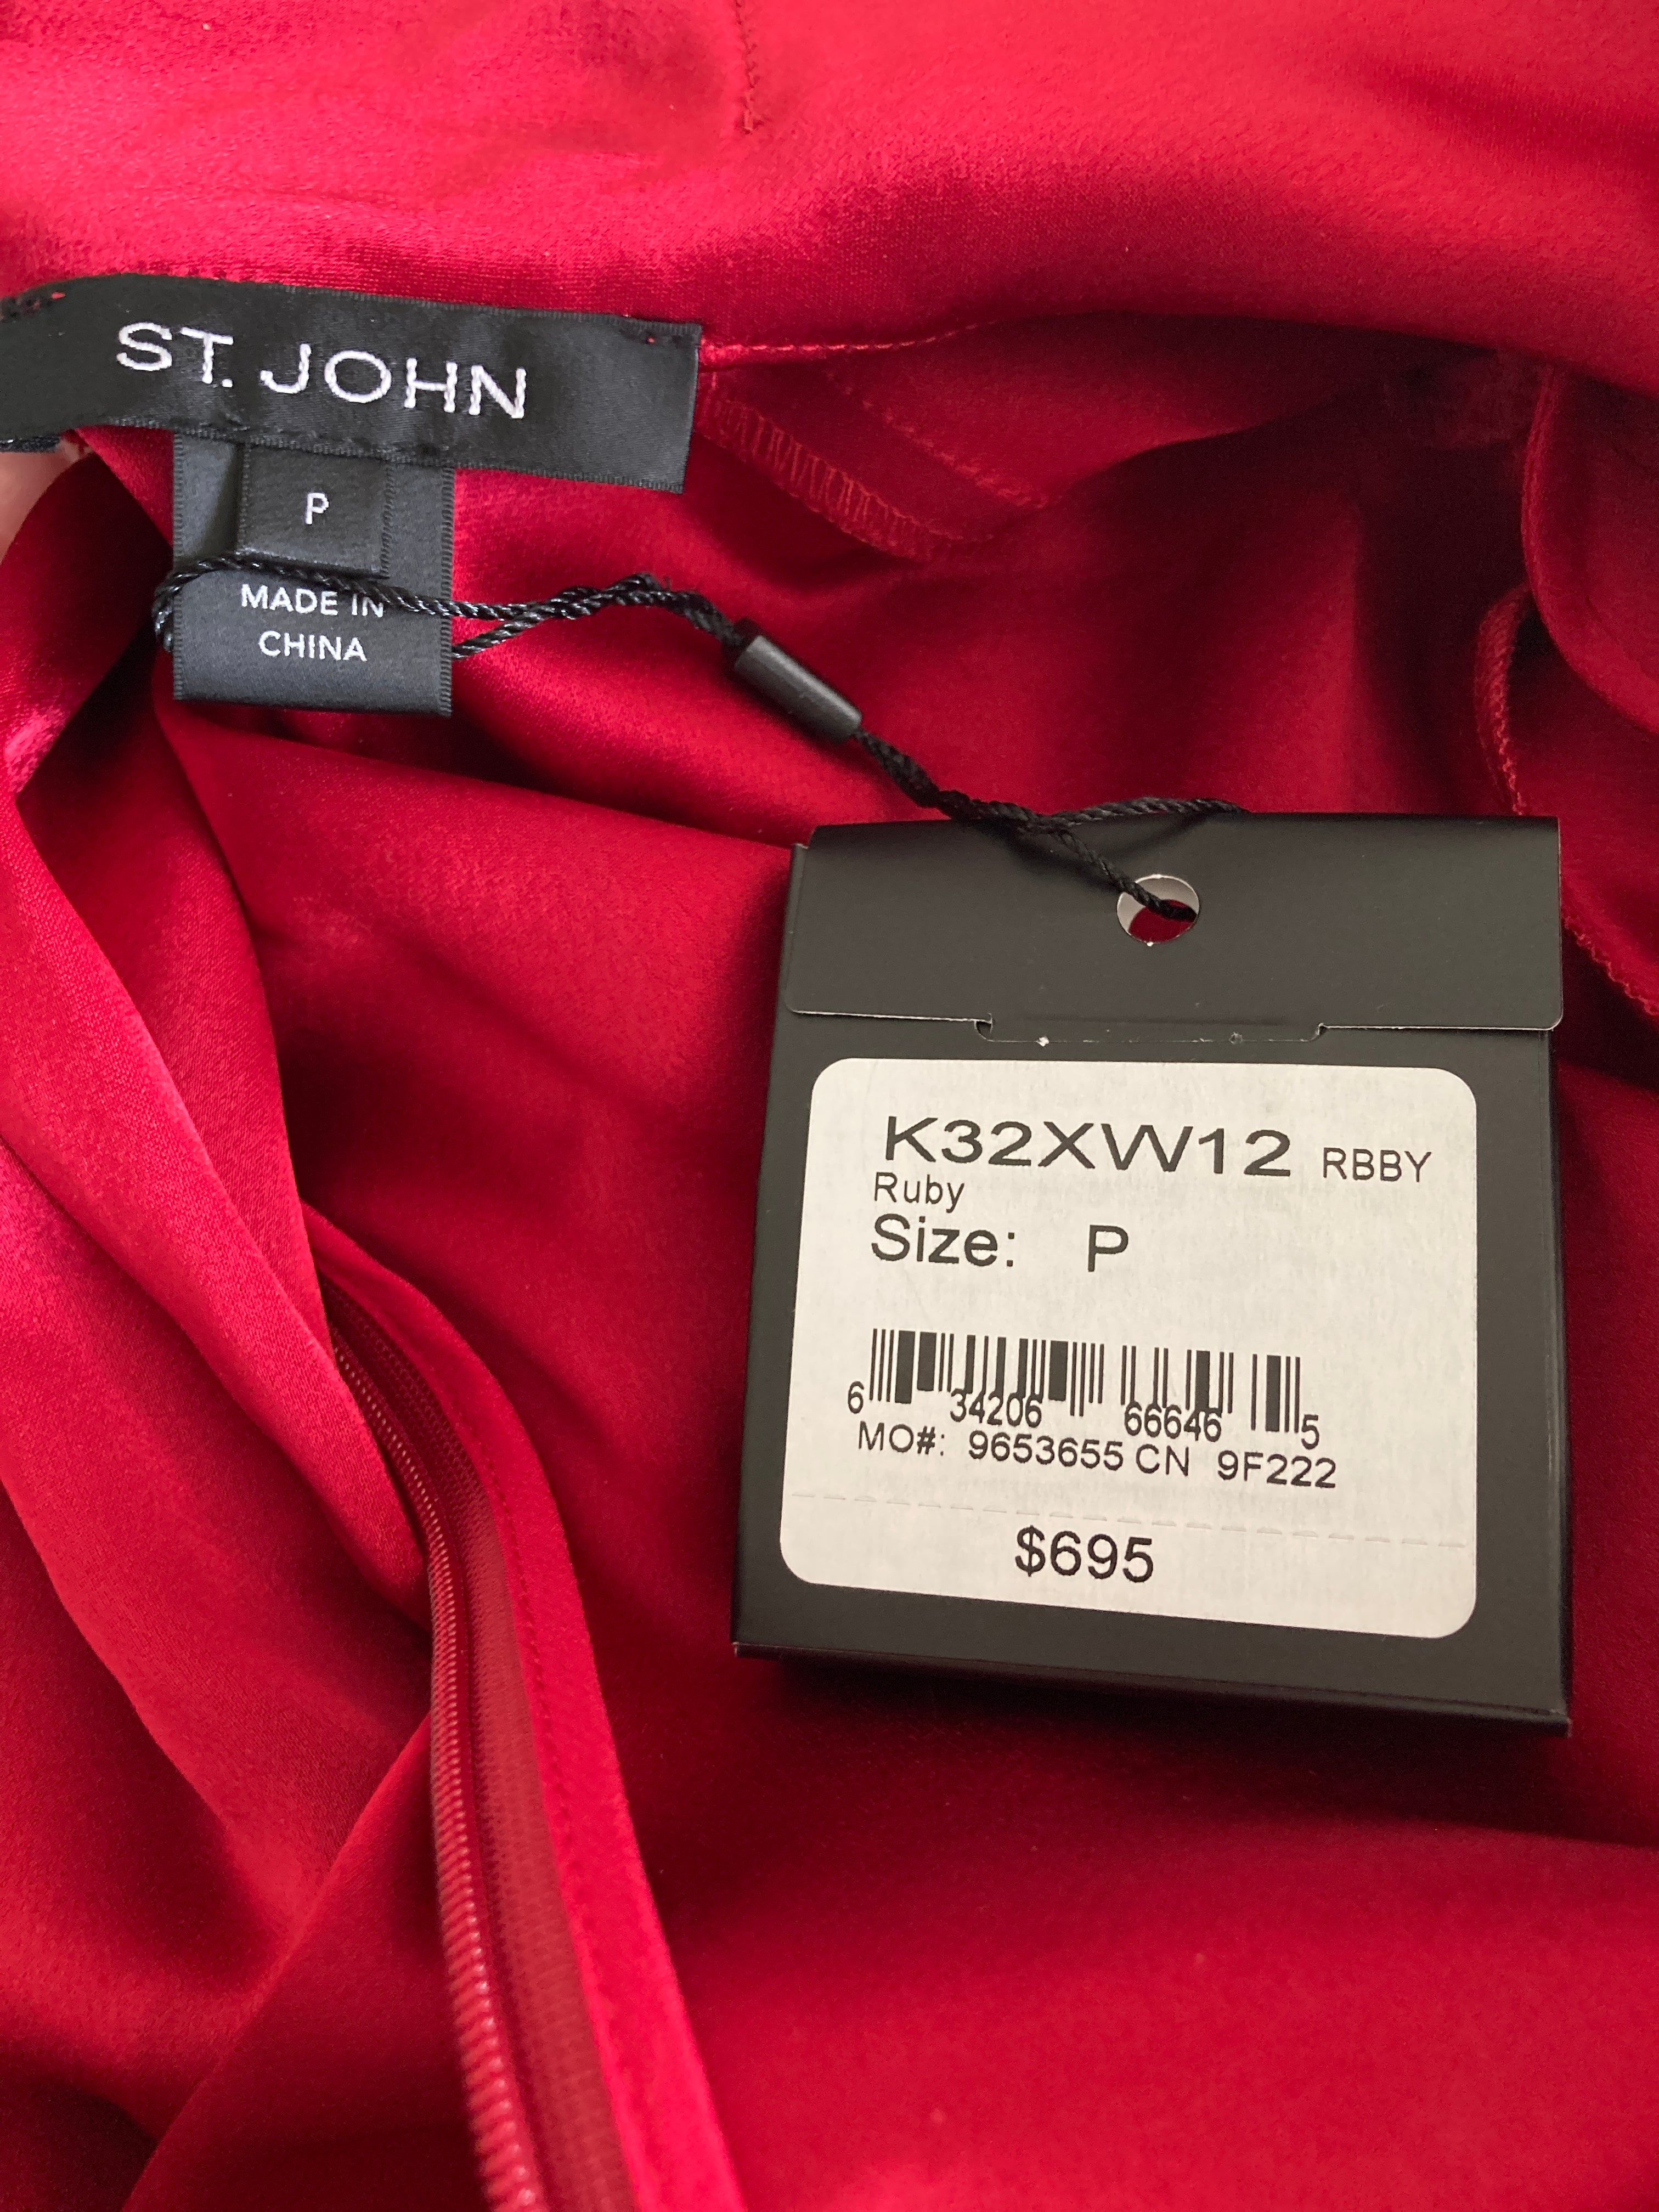 ST. JOHN
P
MADE IN
CHINA
K32XW12 RBBY
Ruby
Size: P
6 34206 66646 5
MO#: 9653655 CN 9F222
$695